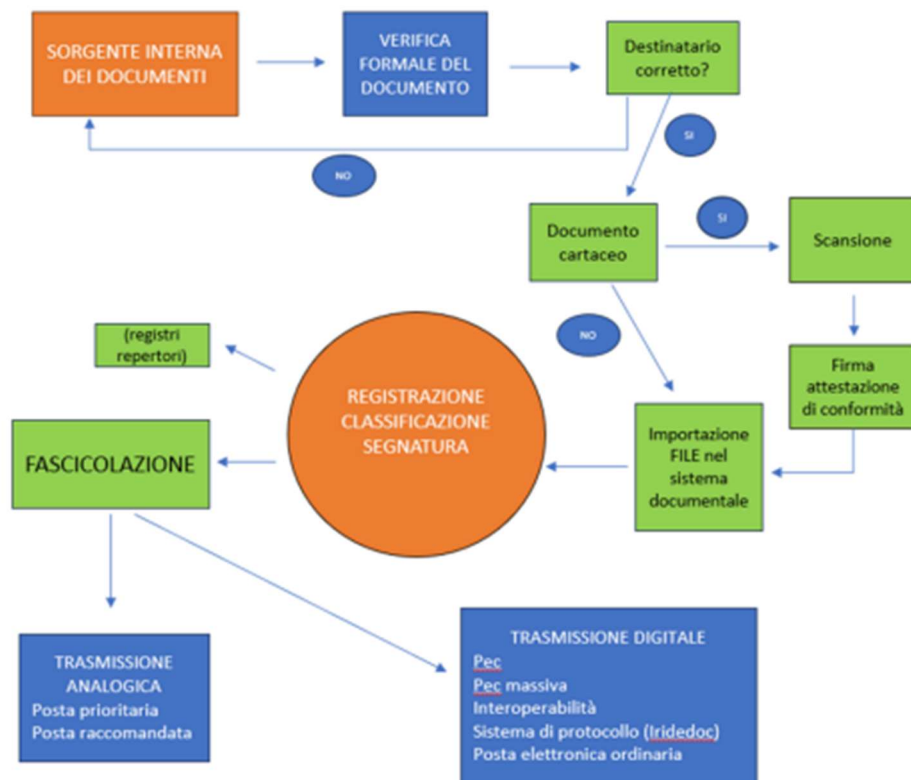 SORGENTE INTERNA
DEI DOCUMENTI
VERIFICA
FORMALE DEL
DOCUMENTO
Destinatario
corretto?
SI
NO
Documento
cartaceo
SI
Scansione
NO
Firma
attestazione
di conformità
Importazione
FILE nel
sistema
documentale
REGISTRAZIONE
CLASSIFICAZIONE
SEGNATURA
(registri
repertori)
FASCICOLAZIONE
TRASMISSIONE
ANALOGICA
Posta prioritaria
Posta raccomandata
TRASMISSIONE DIGITALE
Pec
Pec massiva
Interoperabilità
Sistema di protocollo (Iridedoc)
Posta elettronica ordinaria